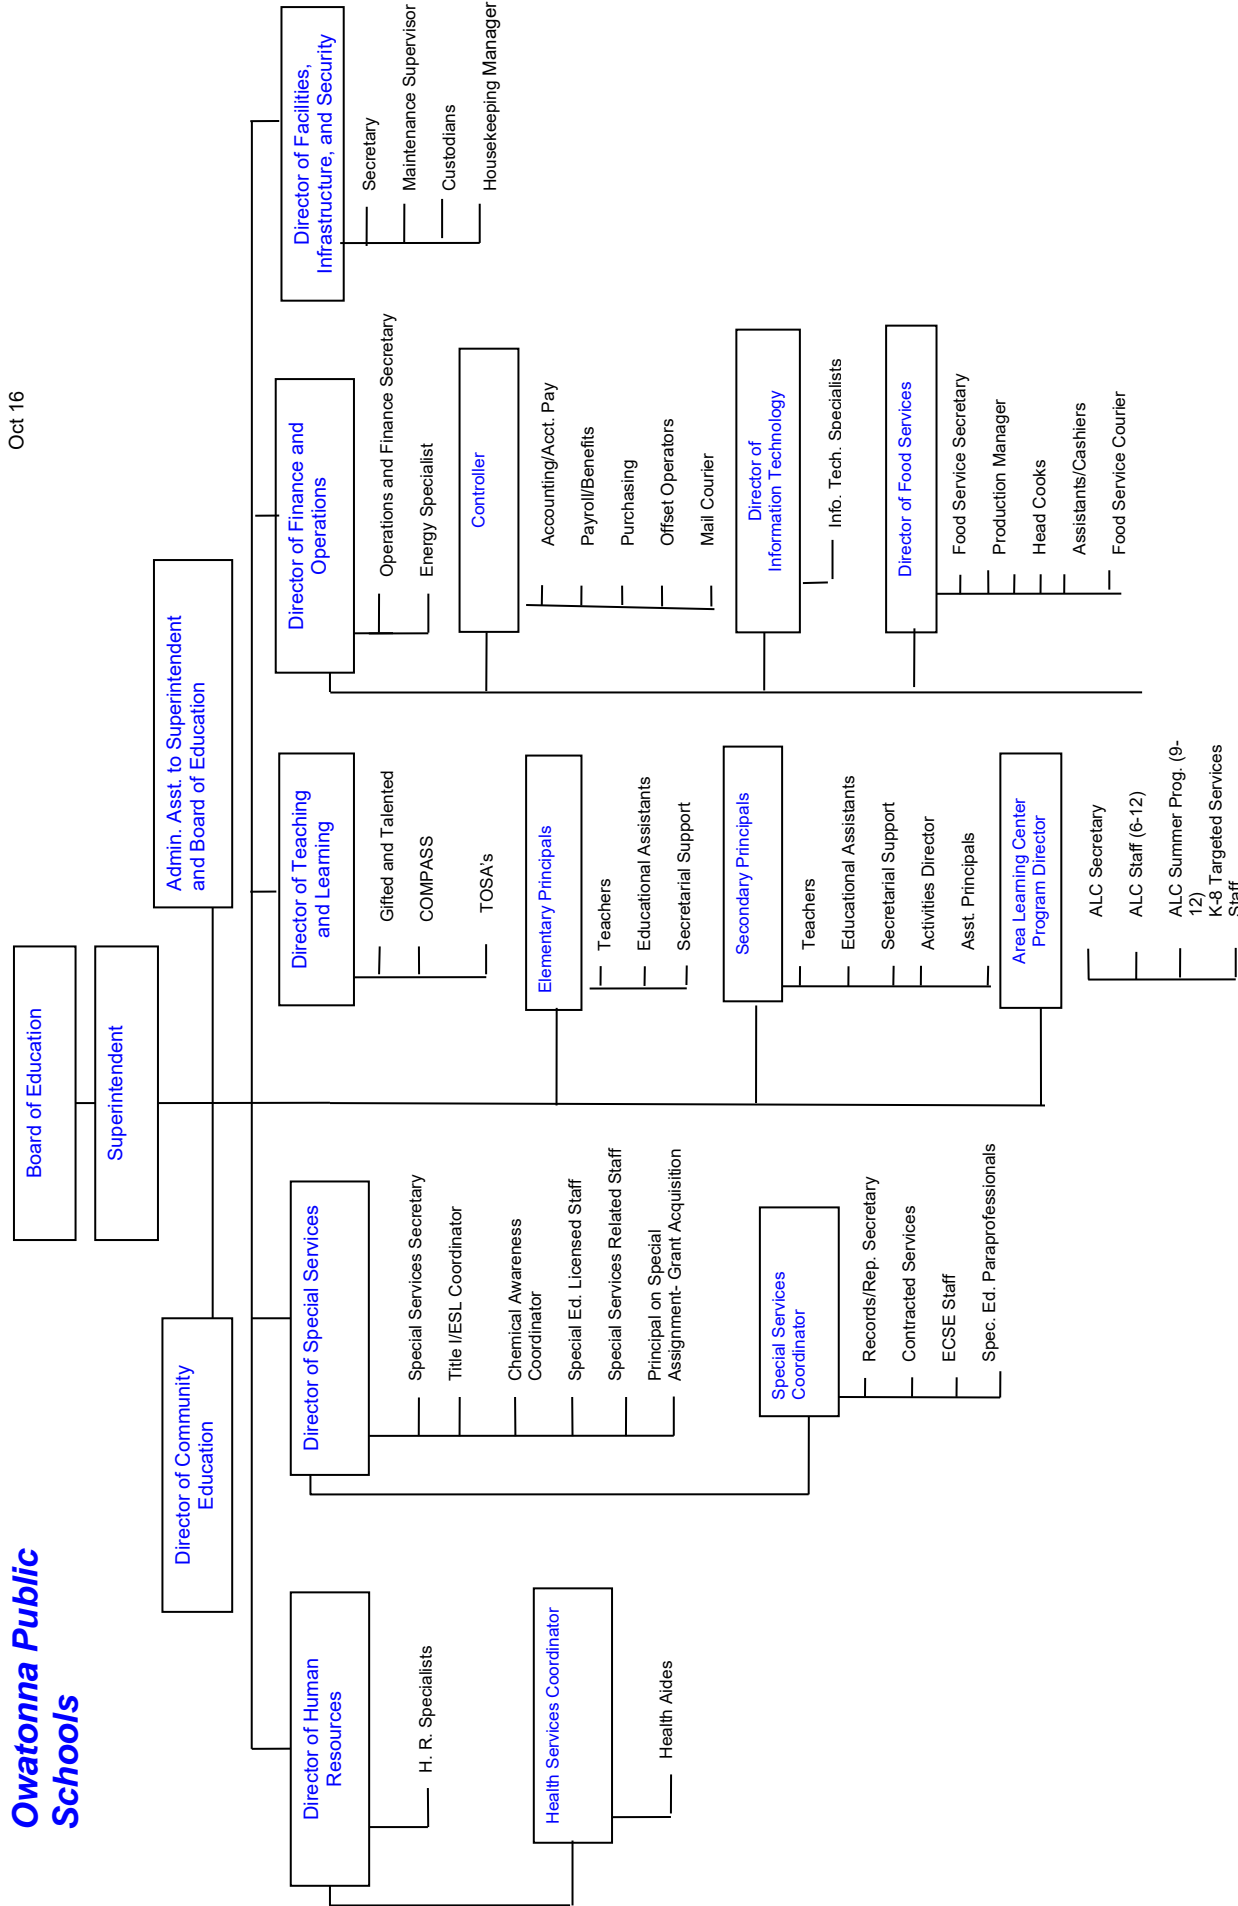 Owatonna Public
Schools
Oct 16
Board of Education
Superintendent
Director of Community
Education
Admin. Asst. to Superintendent
and Board of Education
Director of Human
Resources
H. R. Specialists
Health Services Coordinator
Health Aides
Director of Special Services
Special Services Secretary
Title I/ESL Coordinator
Chemical Awareness
Coordinator
Special Ed. Licensed Staff
Special Services Related Staff
Principal on Special
Assignment- Grant Acquisition
Special Services
Coordinator
Records/Rep. Secretary
Contracted Services
ECSE Staff
Spec. Ed. Paraprofessionals
Director of Teaching
and Learning
Gifted and Talented
COMPASS
TOSA's
Elementary Principals
Teachers
Educational Assistants
Secretarial Support
Secondary Principals
Teachers
Educational Assistants
Secretarial Support
Activities Director
Asst. Principals
Area Learning Center
Program Director
ALC Secretary
ALC Staff (6-12)
ALC Summer Prog. (9-
12)
K-8 Targeted Services
Staff
Director of Finance and
Operations
Operations and Finance Secretary
Energy Specialist
Controller
Accounting/Acct. Pay
Payroll/Benefits
Purchasing
Offset Operators
Mail Courier
Director of
Information Technology
Info. Tech. Specialists
Director of Food Services
Food Service Secretary
Production Manager
Head Cooks
Assistants/Cashiers
Food Service Courier
Director of Facilities,
Infrastructure, and Security
Secretary
Maintenance Supervisor
Custodians
Housekeeping Manager